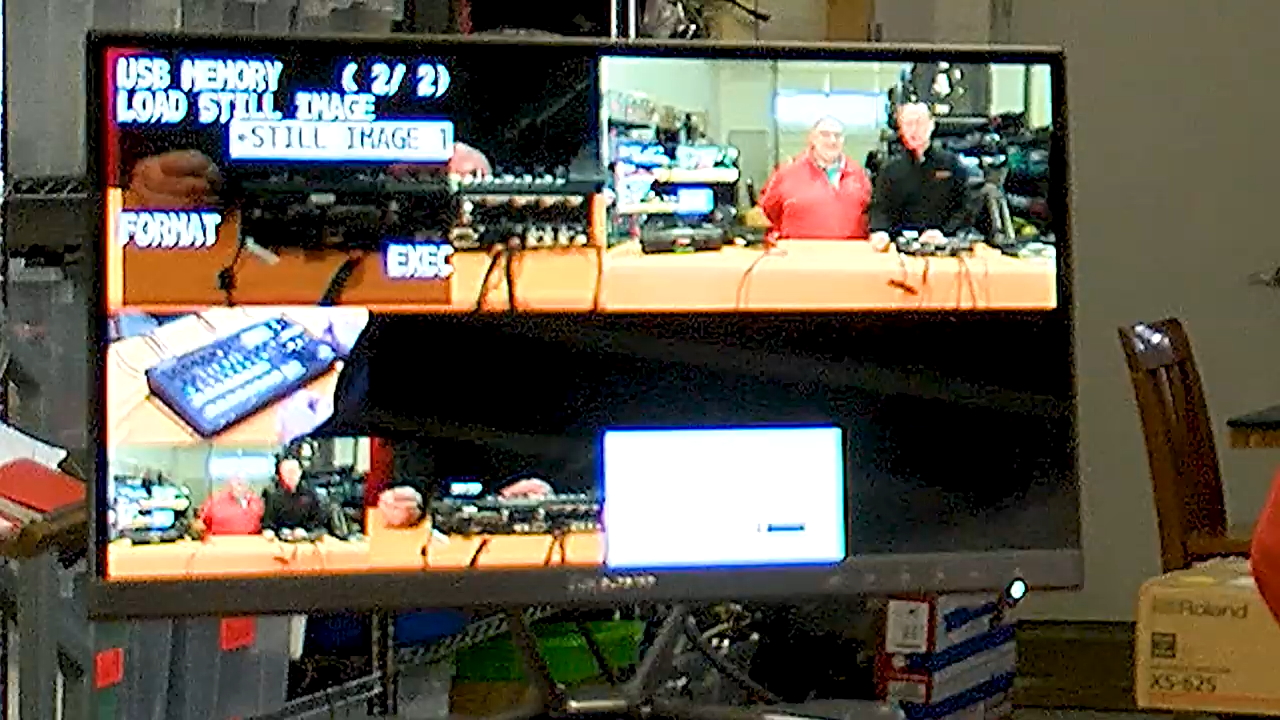 USB MEMORY ( 2/ 2)
LOAD STILL IMAGE
STILL IMAGE 1
FORMAT
EXEC
Roland
XS-62S